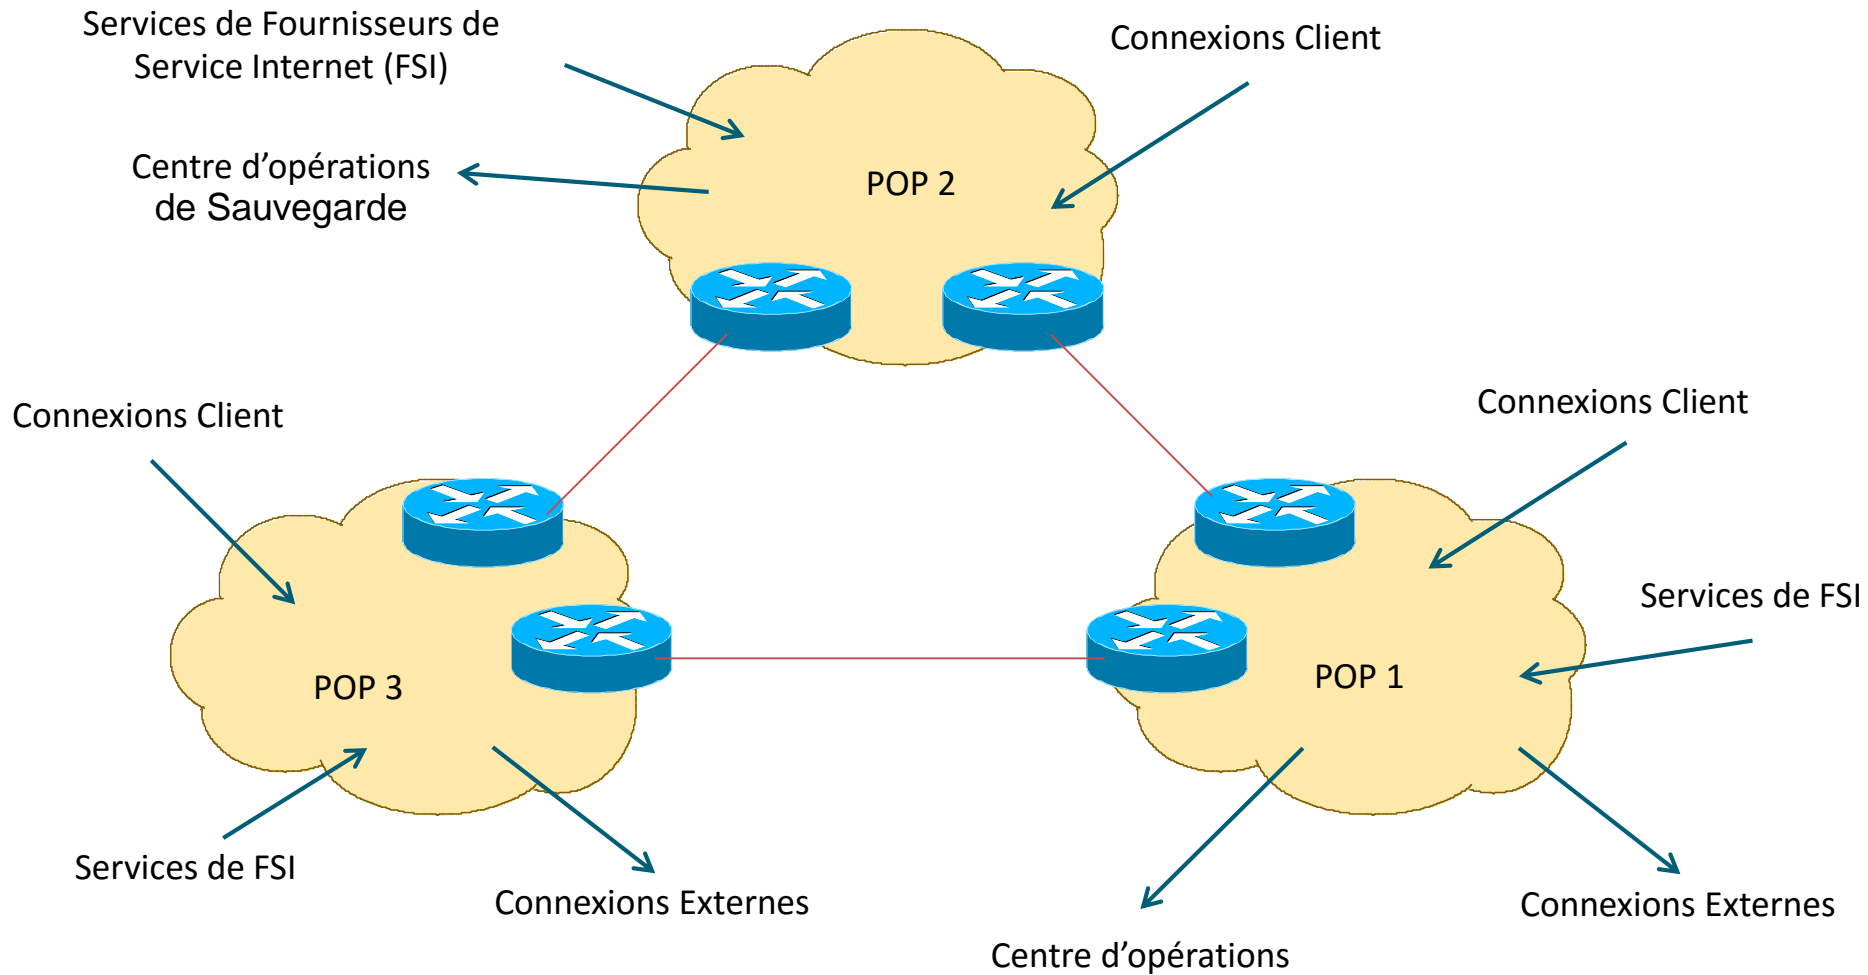 Services de Fournisseurs de
Service Internet (FSI)
Connexions Client
Centre d’opérations
de Sauvegarde
POP 2
Connexions Client
Connexions Client
Services de FSI
POP 3
POP 1
Services de FSI
Connexions Externes
Connexions Externes
Centre d’opérations